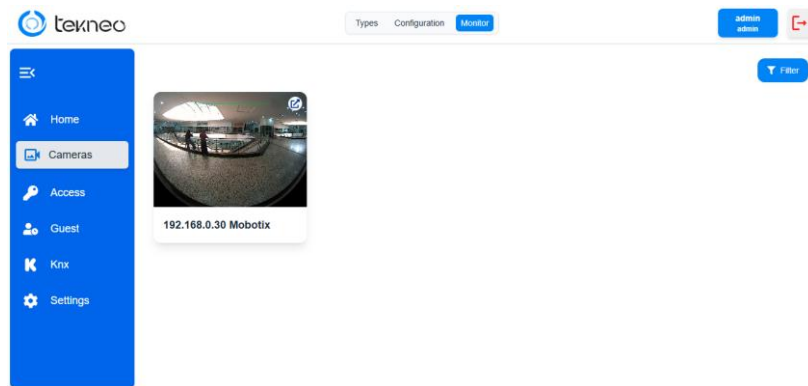 tekneo
Types Configuration Monitor
admin
admin
Filter
Home
Cameras
192.168.0.30 Mobotix
Access
Guest
Knx
Settings